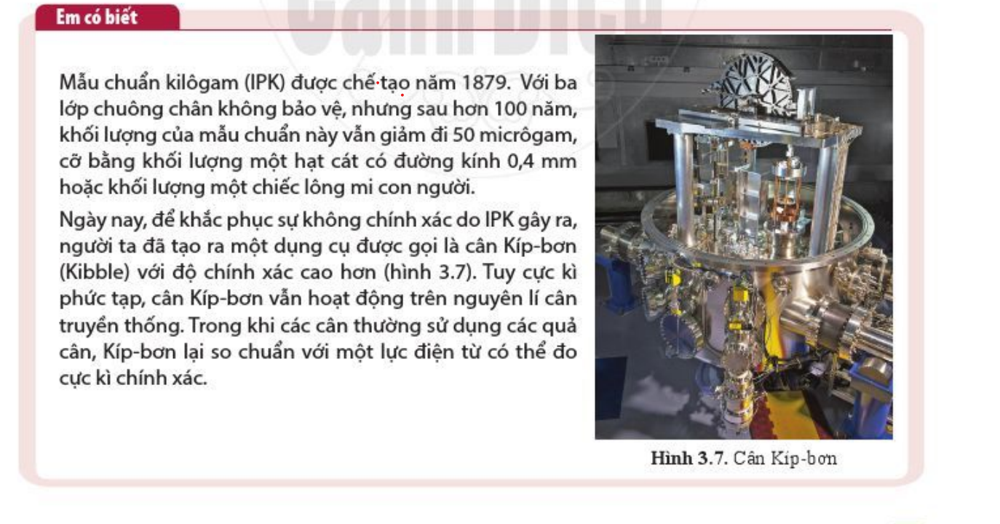 Em có biết
Mẫu chuẩn kilôgam (IPK) được chế tạo năm 1879. Với ba
lớp chuông chân không bảo vệ, nhưng sau hơn 100 năm,
khối lượng của mẫu chuẩn này vẫn giảm đi 50 micrôgam,
cỡ bằng khối lượng một hạt cát có đường kính 0,4 mm
hoặc khối lượng một chiếc lông mi con người.
Ngày nay, để khắc phục sự không chính xác do IPK gây ra,
người ta đã tạo ra một dụng cụ được gọi là cân Kíp-bơn
(Kibble) với độ chính xác cao hơn (hình 3.7). Tuy cực kì
phức tạp, cân Kíp-bơn vẫn hoạt động trên nguyên lí cân
truyền thống. Trong khi các cân thường sử dụng các quả
cân, Kíp-bơn lại so chuẩn với một lực điện từ có thể đo
cực kì chính xác.
Hình 3.7. Cân Kíp-bơn